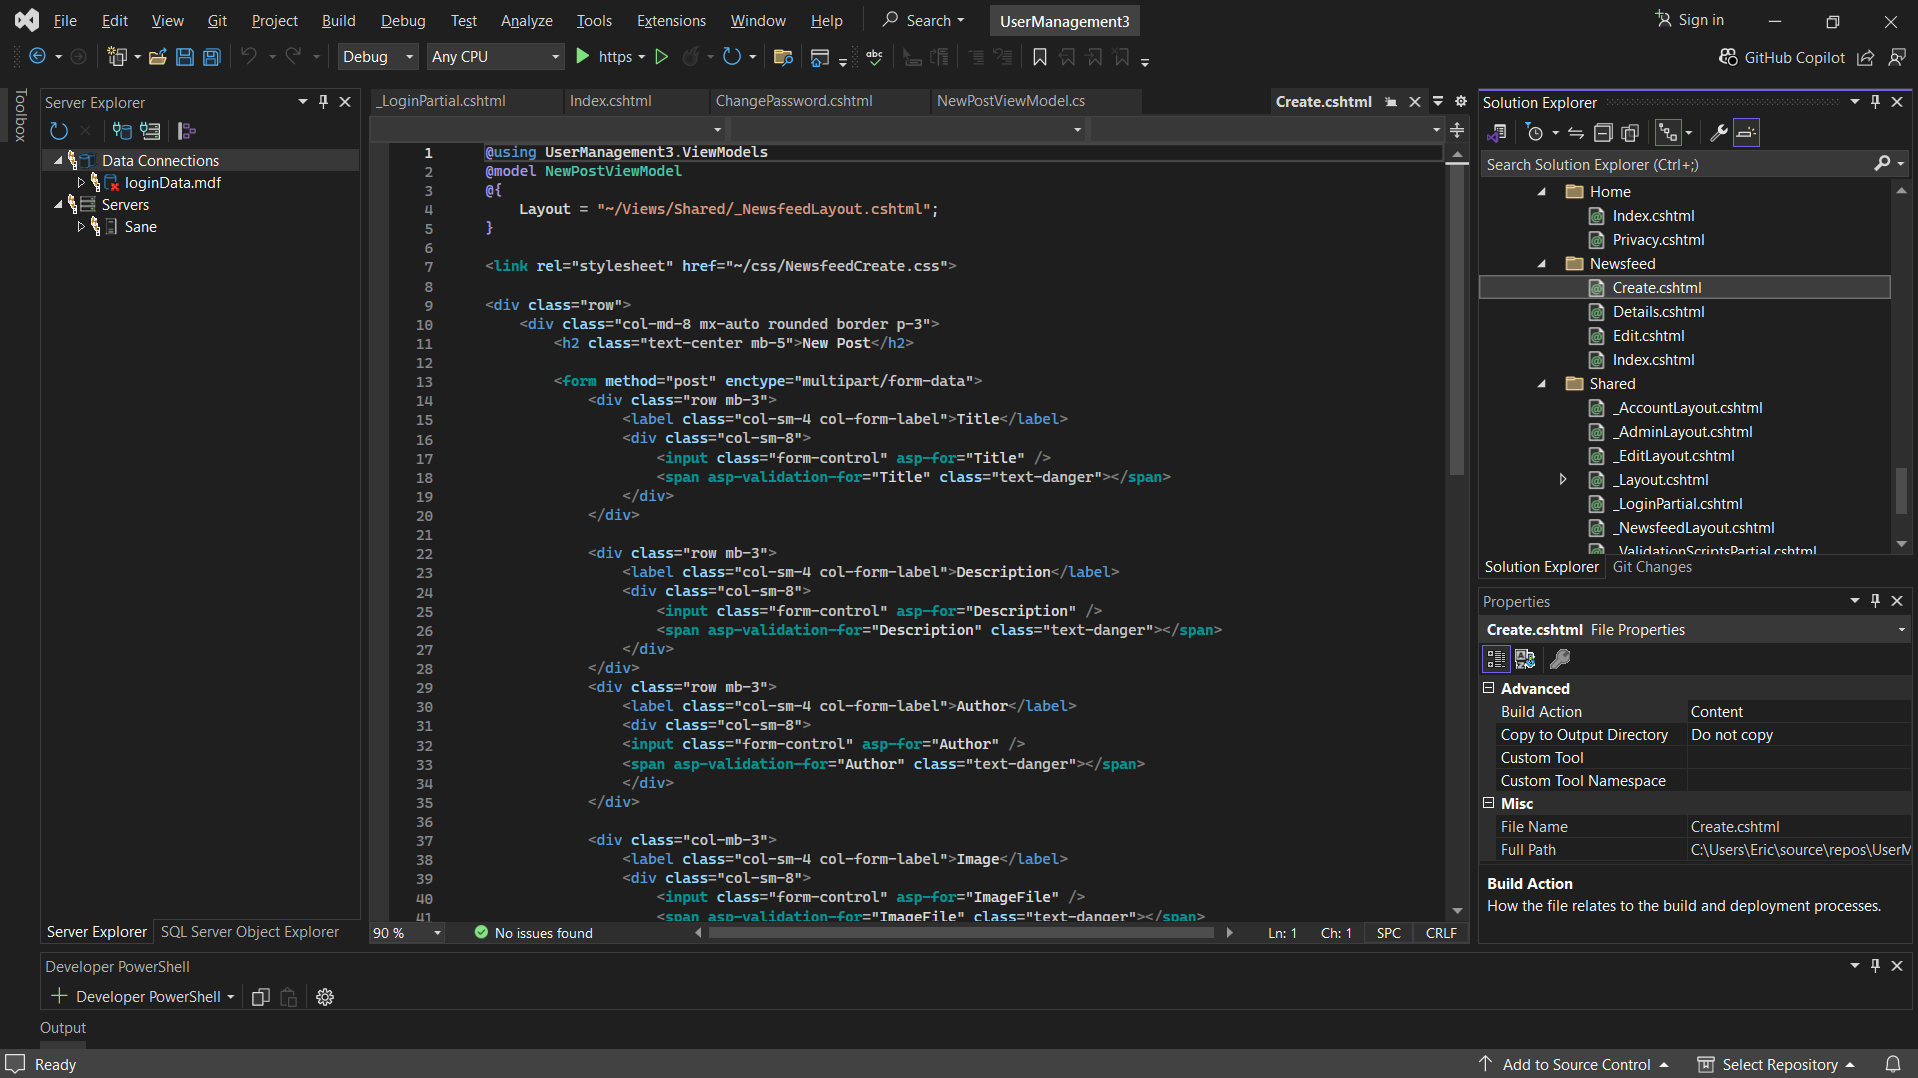 File Edit View Git Project Build Debug Test Analyze Tools Extensions Window Help Search UserManagement3 Sign in
Debug Any CPU https abc GitHub Copilot
Toolbox
Server Explorer
Data Connections
loginData.mdf
Servers
Sane
Server Explorer SQL Server Object Explorer
_LoginPartial.cshtml Index.cshtml ChangePassword.cshtml NewPostViewModel.cs Create.cshtml
1 @using UserManagement3.ViewModels
2 @model NewPostViewModel
3 @{
4 Layout = "~/Views/Shared/_NewsfeedLayout.cshtml";
5 }
6
7 <link rel="stylesheet" href="~/css/NewsfeedCreate.css">
8
9 <div class="row">
10 <div class="col-md-8 mx-auto rounded border p-3">
11 <h2 class="text-center mb-5">New Post</h2>
12
13 <form method="post" enctype="multipart/form-data">
14 <div class="row mb-3">
15 <label class="col-sm-4 col-form-label">Title</label>
16 <div class="col-sm-8">
17 <input class="form-control" asp-for="Title" />
18 <span asp-validation-for="Title" class="text-danger"></span>
19 </div>
20 </div>
21
22 <div class="row mb-3">
23 <label class="col-sm-4 col-form-label">Description</label>
24 <div class="col-sm-8">
25 <input class="form-control" asp-for="Description" />
26 <span asp-validation-for="Description" class="text-danger"></span>
27 </div>
28 </div>
29 <div class="row mb-3">
30 <label class="col-sm-4 col-form-label">Author</label>
31 <div class="col-sm-8">
32 <input class="form-control" asp-for="Author" />
33 <span asp-validation-for="Author" class="text-danger"></span>
34 </div>
35 </div>
36
37 <div class="col-mb-3">
38 <label class="col-sm-4 col-form-label">Image</label>
39 <div class="col-sm-8">
40 <input class="form-control" asp-for="ImageFile" />
41 <span asp-validation-for="ImageFile" class="text-danger"></span>
90 % No issues found Ln: 1 Ch: 1 SPC CRLF
Solution Explorer
Search Solution Explorer (Ctrl+;)
Home
Index.cshtml
Privacy.cshtml
Newsfeed
Create.cshtml
Details.cshtml
Edit.cshtml
Index.cshtml
Shared
_AccountLayout.cshtml
_AdminLayout.cshtml
_EditLayout.cshtml
_Layout.cshtml
_LoginPartial.cshtml
_NewsfeedLayout.cshtml
_ValidationScriptsPartial.cshtml
Solution Explorer Git Changes
Properties
Create.cshtml File Properties
Advanced
Build Action Content
Copy to Output Directory Do not copy
Custom Tool
Custom Tool Namespace
Misc
File Name Create.cshtml
Full Path C:\Users\Eric\source\repos\UserM
Build Action
How the file relates to the build and deployment processes.
Developer PowerShell
Developer PowerShell
Output
Ready Add to Source Control Select Repository